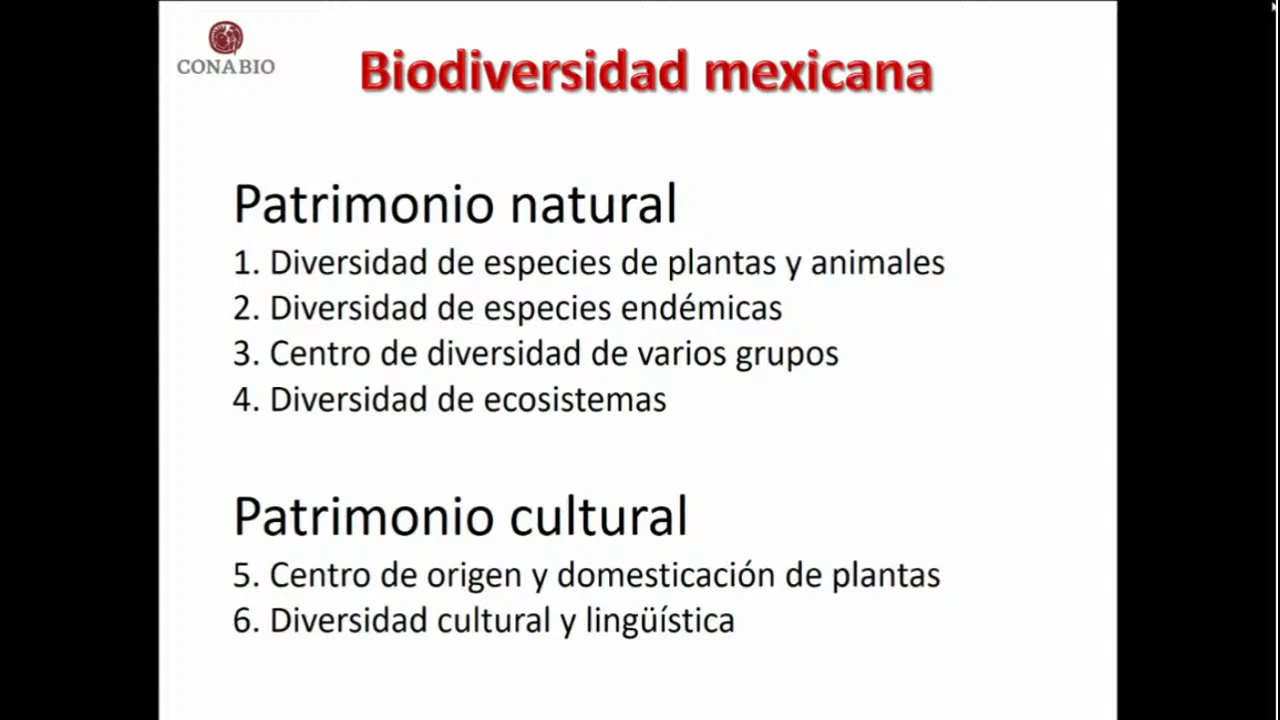 CONABIO
Biodiversidad mexicana
Patrimonio natural
1. Diversidad de especies de plantas y animales
2. Diversidad de especies endémicas
3. Centro de diversidad de varios grupos
4. Diversidad de ecosistemas
Patrimonio cultural
5. Centro de origen y domesticación de plantas
6. Diversidad cultural y lingüística